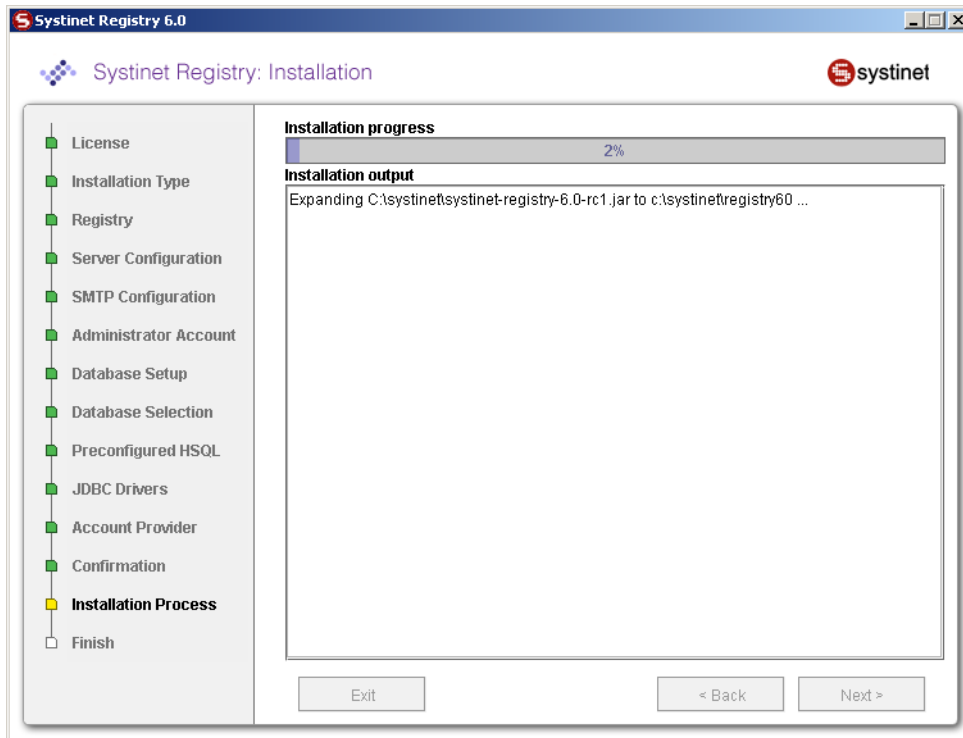 Systinet Registry 6.0
Systinet Registry: Installation
systinet
License
Installation Type
Registry
Server Configuration
SMTP Configuration
Administrator Account
Database Setup
Database Selection
Preconfigured HSQL
JDBC Drivers
Account Provider
Confirmation
Installation Process
Finish
Installation progress
2%
Installation output
Expanding C:\systinet\systinet-registry-6.0-rc1.jar to c:\systinet\registry60 ...
Exit
< Back
Next >